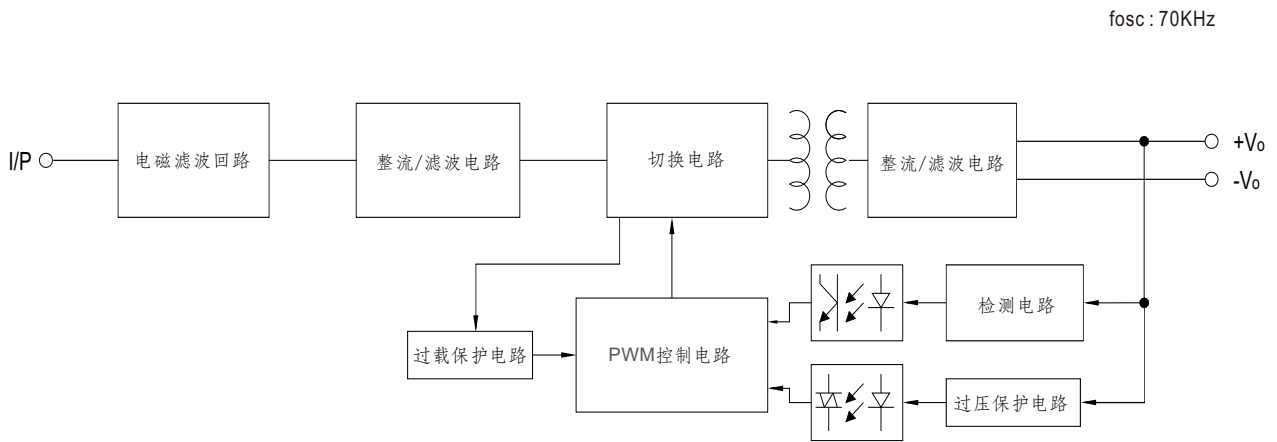 fosc : 70KHz
I/P
电磁滤波回路
整流/滤波电路
切换电路
整流/滤波电路
+Vo
-Vo
检测电路
过载保护电路
PWM控制电路
过压保护电路